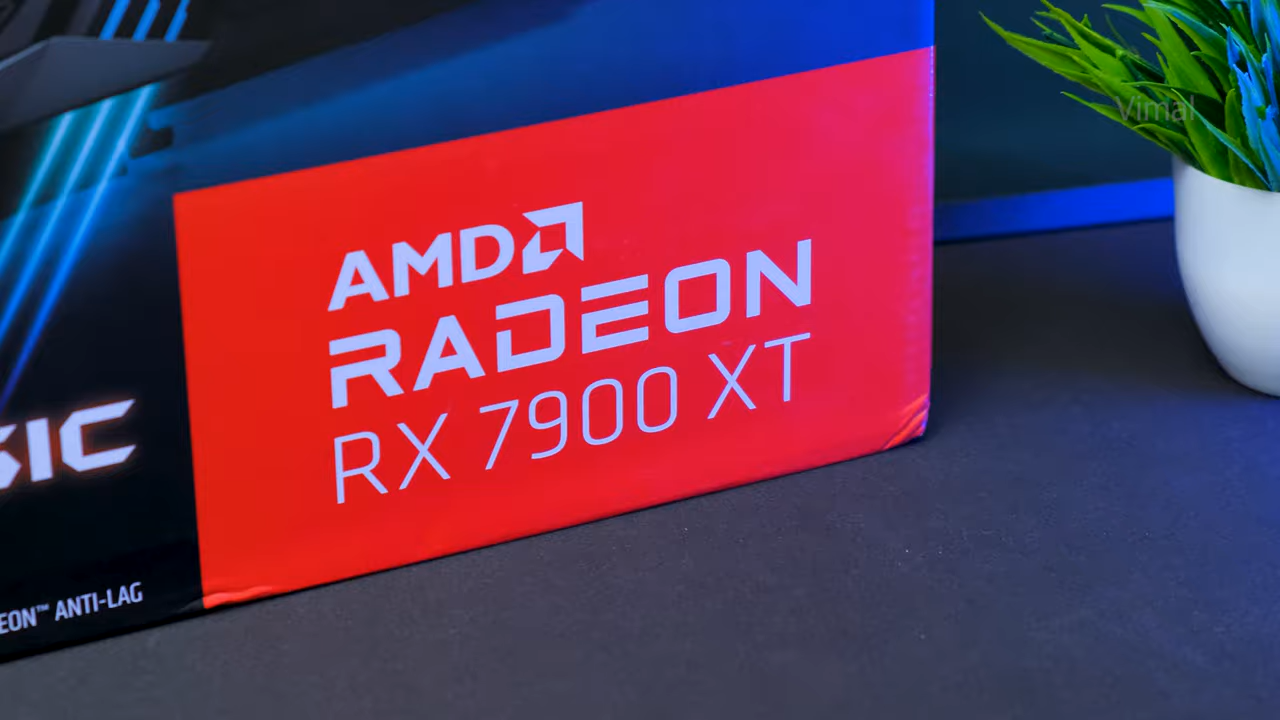 Vimal
AMD
RADEON
RX 7900 XT
SIC
EON™ ANTI-LAG